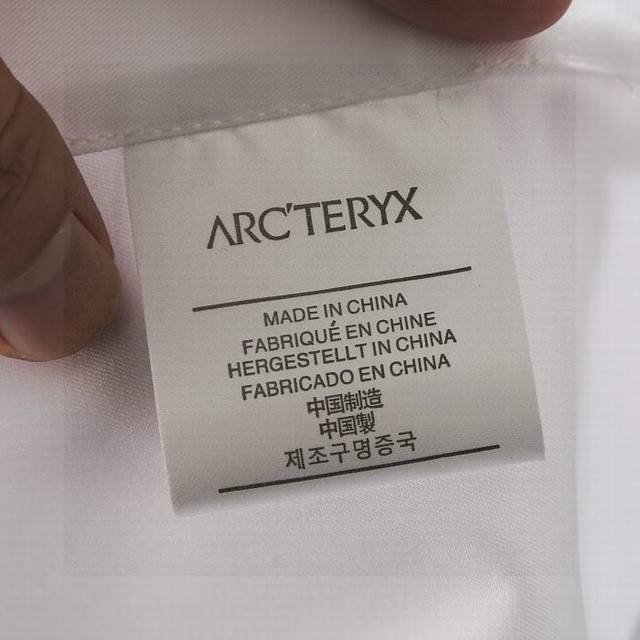 ARC'TERYX
MADE IN CHINA
FABRIQUÉ EN CHINE
HERGESTELLT IN CHINA
FABRICADO EN CHINA
中国制造
中国製
제조구명증국